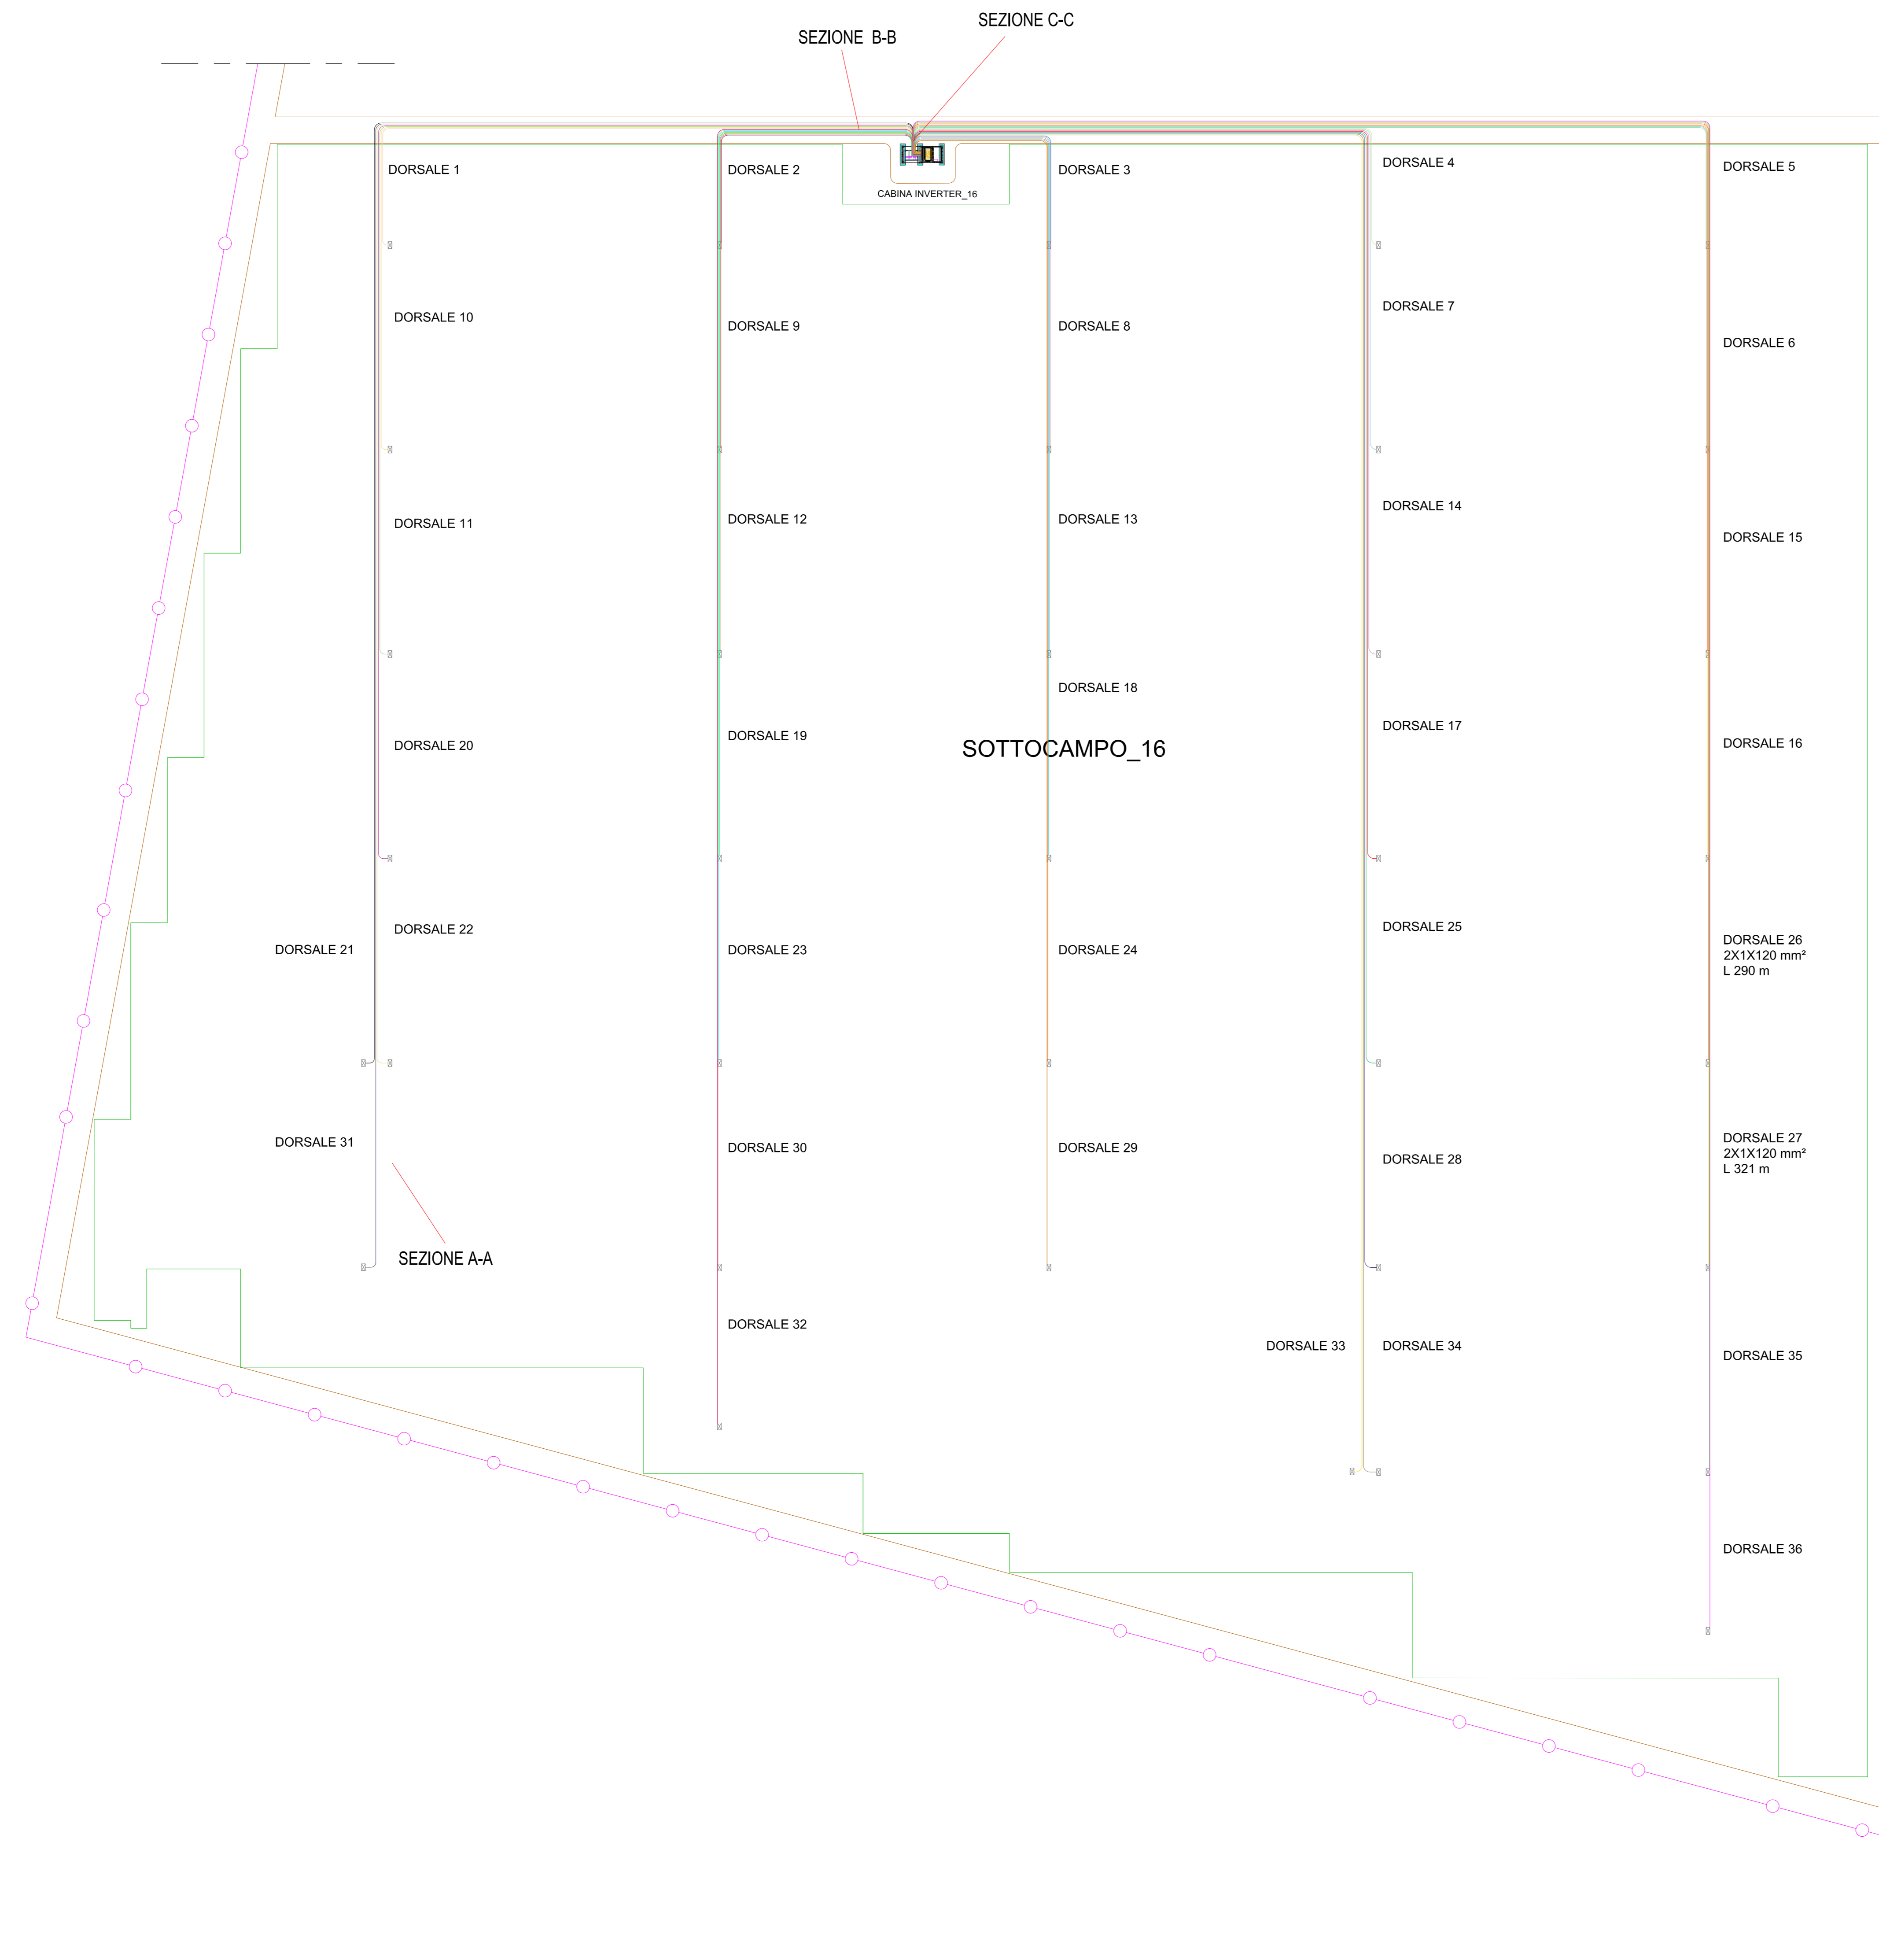 SEZIONE C-C
SEZIONE B-B
DORSALE 1
DORSALE 2
DORSALE 3
DORSALE 4
DORSALE 5
CABINA INVERTER_16
DORSALE 10
DORSALE 9
DORSALE 8
DORSALE 7
DORSALE 6
DORSALE 11
DORSALE 12
DORSALE 13
DORSALE 14
DORSALE 15
DORSALE 18
DORSALE 20
DORSALE 19
SOTTOCAMPO_16
DORSALE 17
DORSALE 16
DORSALE 21
DORSALE 22
DORSALE 23
DORSALE 24
DORSALE 25
DORSALE 26
2X1X120 mm²
L 290 m
DORSALE 31
DORSALE 30
DORSALE 29
DORSALE 28
DORSALE 27
2X1X120 mm²
L 321 m
SEZIONE A-A
DORSALE 32
DORSALE 33
DORSALE 34
DORSALE 35
DORSALE 36